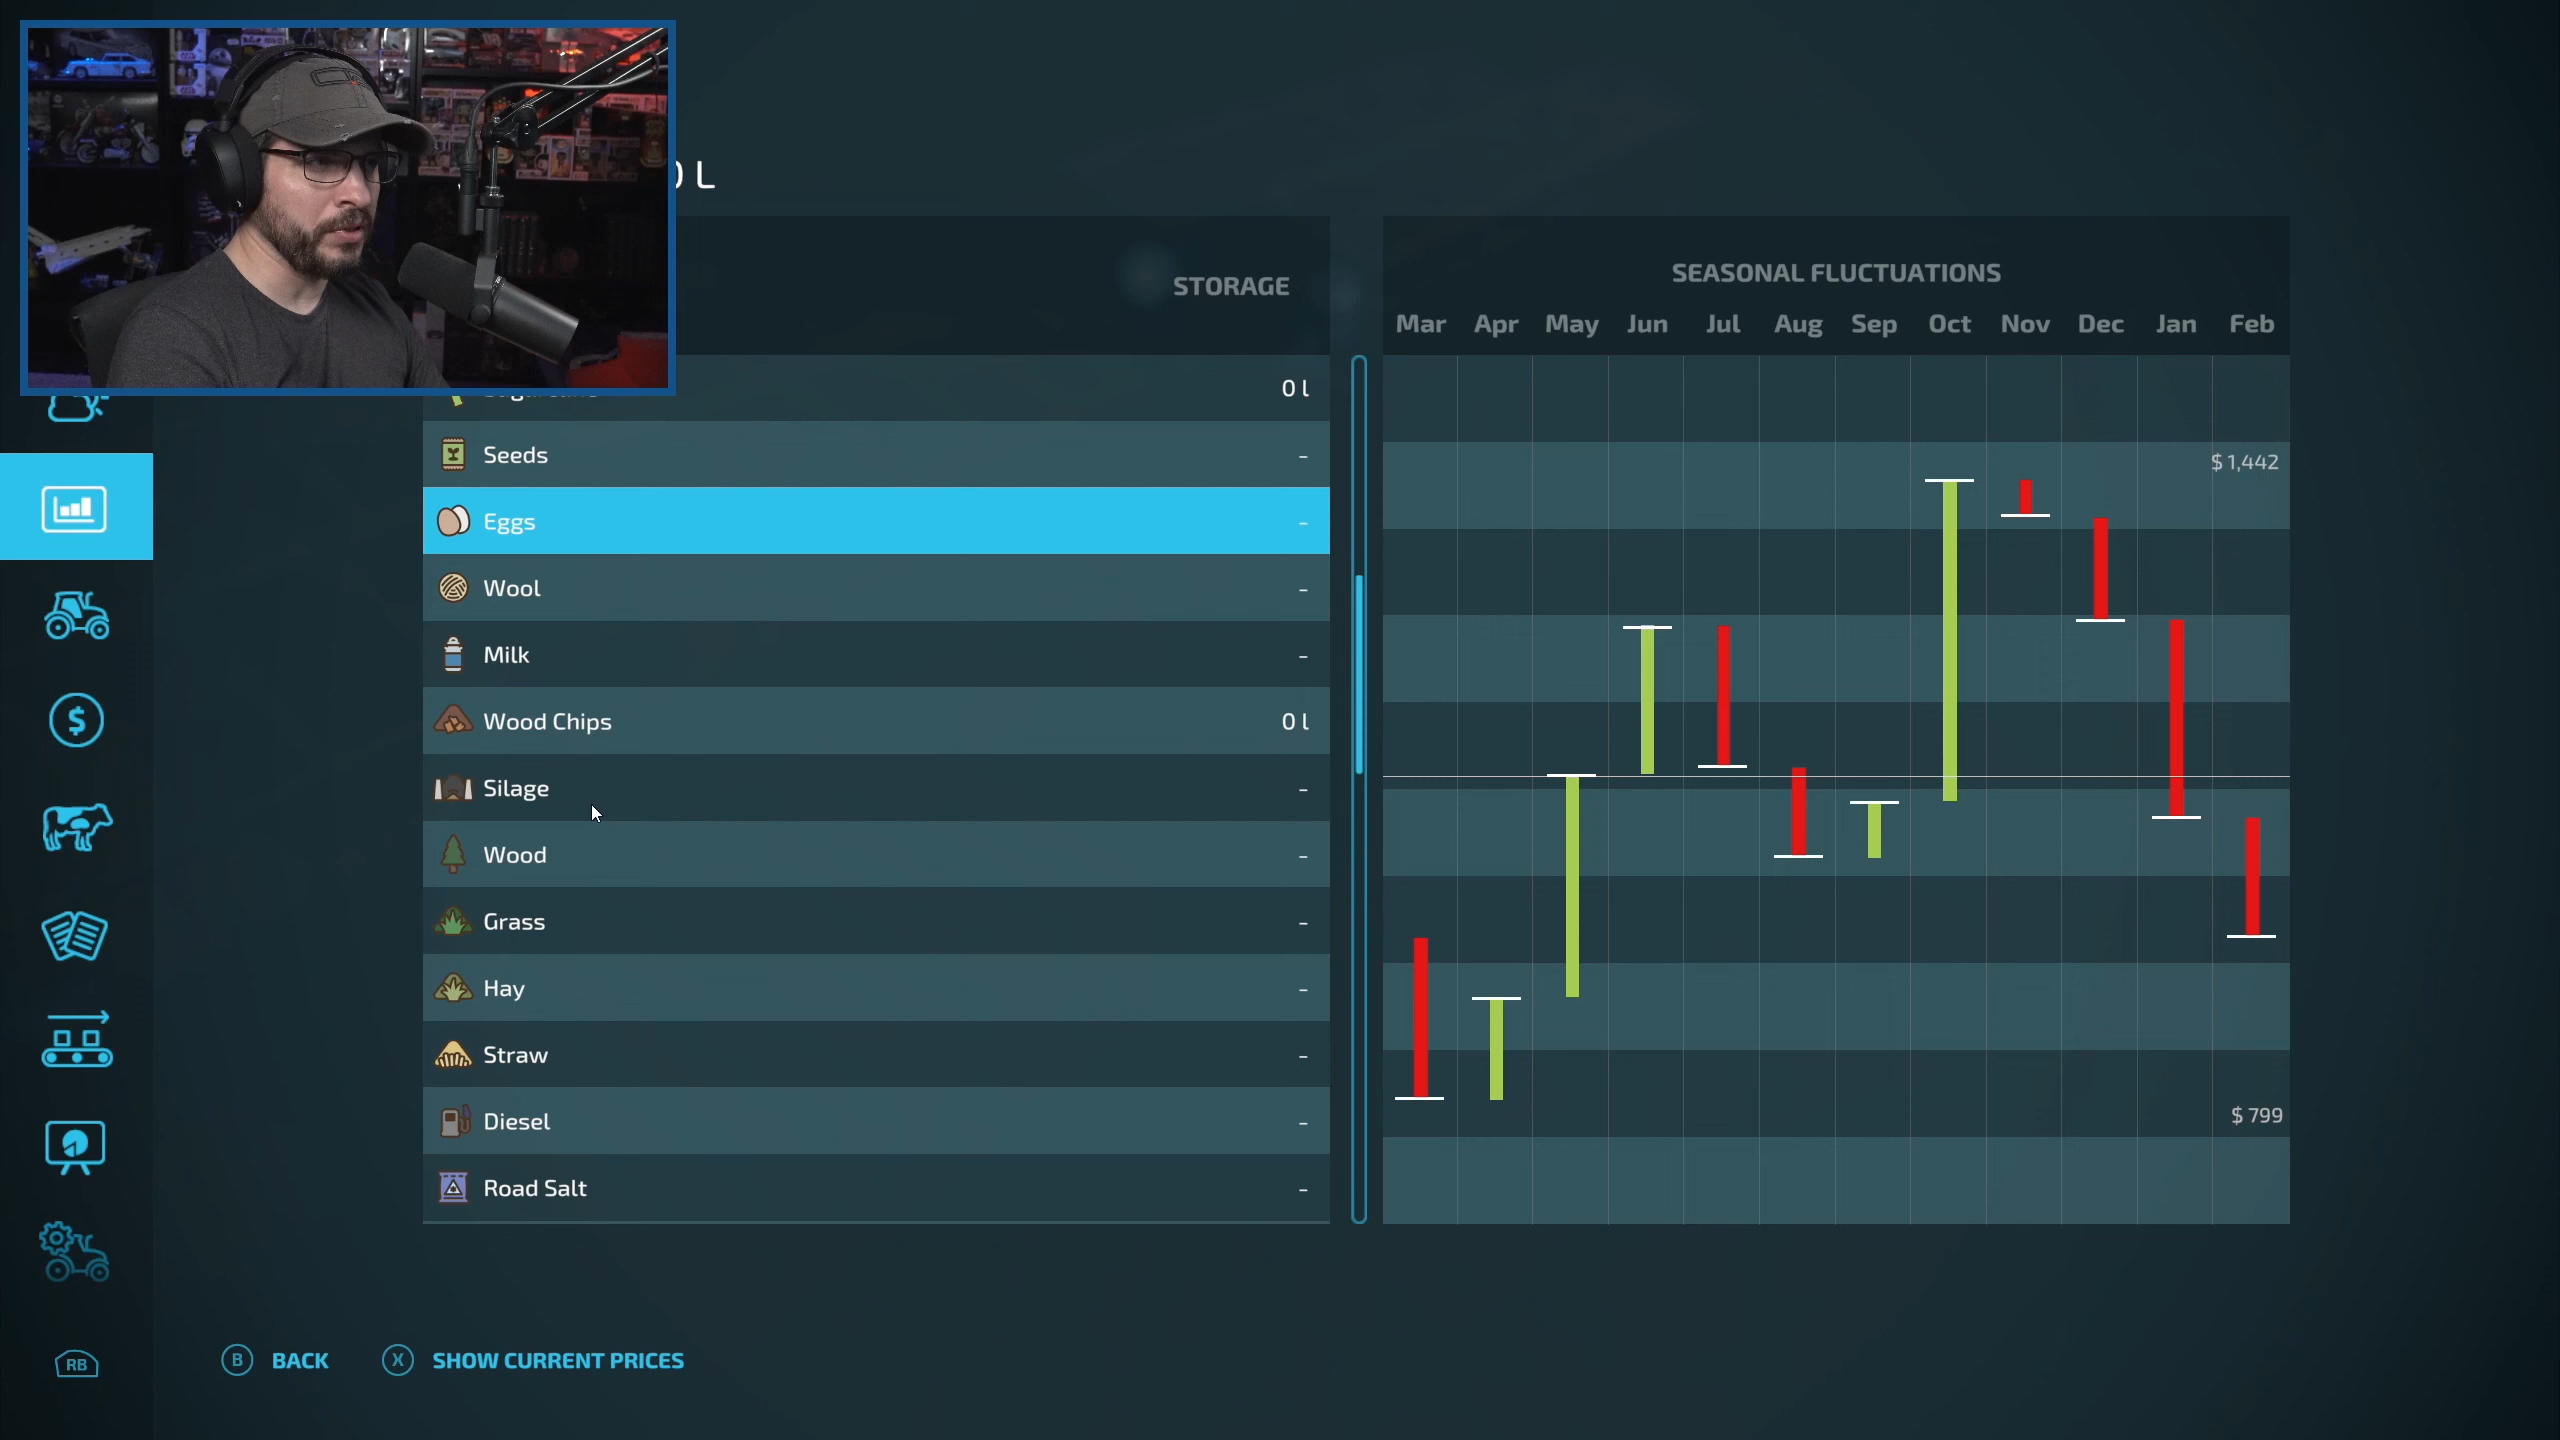 L
STORAGE
SEASONAL FLUCTUATIONS
Mar Apr May Jun Jul Aug Sep Oct Nov Dec Jan Feb
0 l
Seeds -
Eggs -
Wool -
Milk -
Wood Chips 0 l
Silage -
Wood -
Grass -
Hay -
Straw -
Diesel -
Road Salt -
$ 1,442
$ 799
RB
B BACK X SHOW CURRENT PRICES